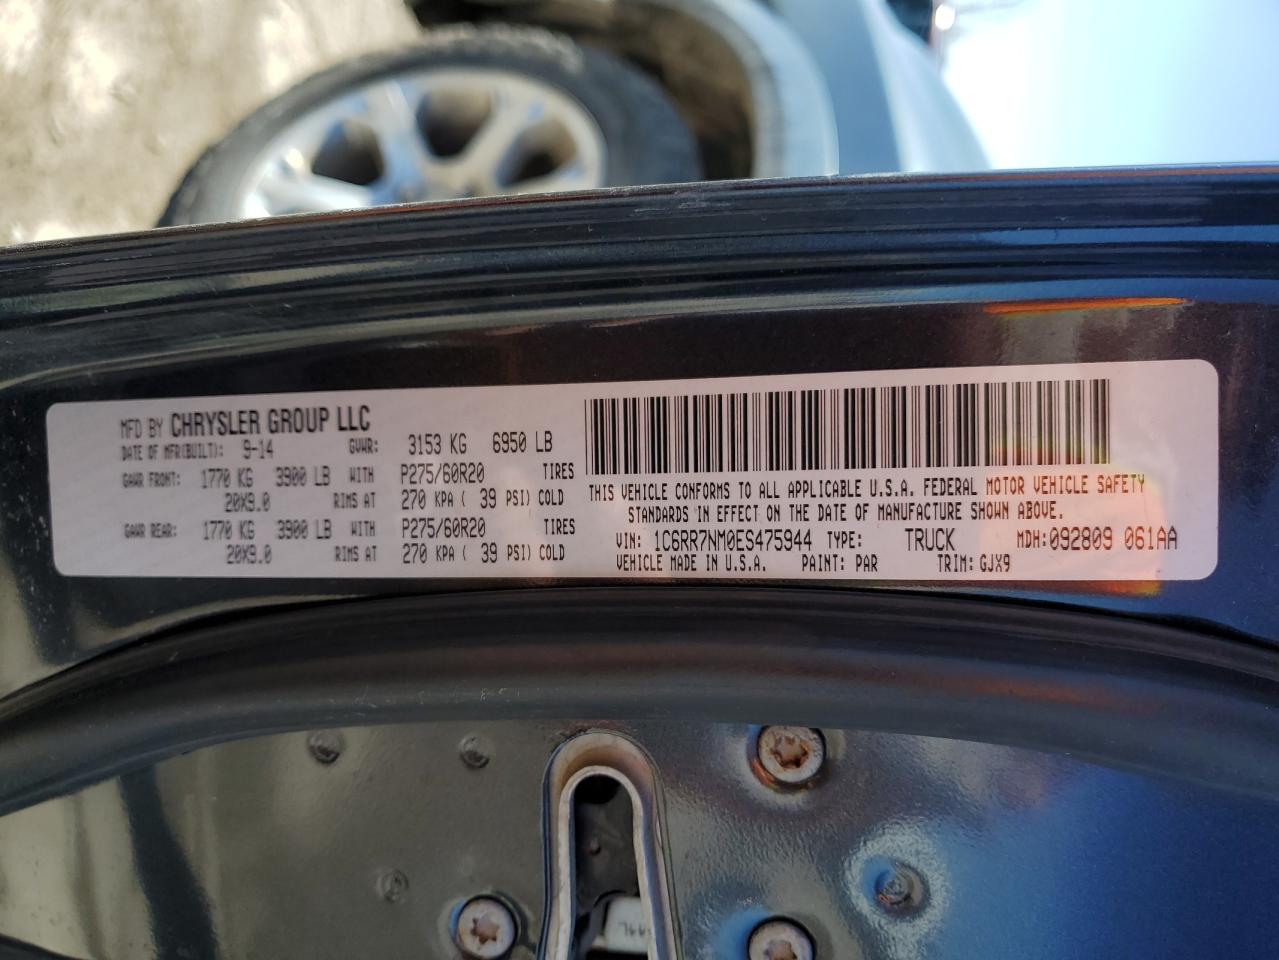 MFD BY CHRYSLER GROUP LLC
DATE OF MFR(BUILT): 9-14 GVWR: 3153 KG 6950 LB
GAWR FRONT: 1770 KG 3900 LB WITH P275/60R20 TIRES
20X9.0 RIMS AT 270 KPA ( 39 PSI) COLD
GAWR REAR: 1770 KG 3900 LB WITH P275/60R20 TIRES
20X9.0 RIMS AT 270 KPA ( 39 PSI) COLD
THIS VEHICLE CONFORMS TO ALL APPLICABLE U.S.A. FEDERAL MOTOR VEHICLE SAFETY
STANDARDS IN EFFECT ON THE DATE OF MANUFACTURE SHOWN ABOVE.
VIN: 1C6RR7NM0ES475944 TYPE: TRUCK MDH:092809 061AA
VEHICLE MADE IN U.S.A. PAINT: PAR TRIM: GJX9